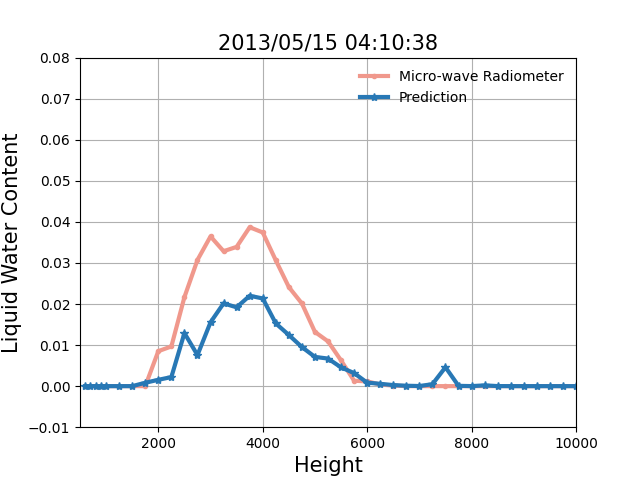 2013/05/15 04:10:38
Micro-wave Radiometer
Prediction
Liquid Water Content
0.08
0.07
0.06
0.05
0.04
0.03
0.02
0.01
0.00
−0.01
2000 4000 6000 8000 10000
Height